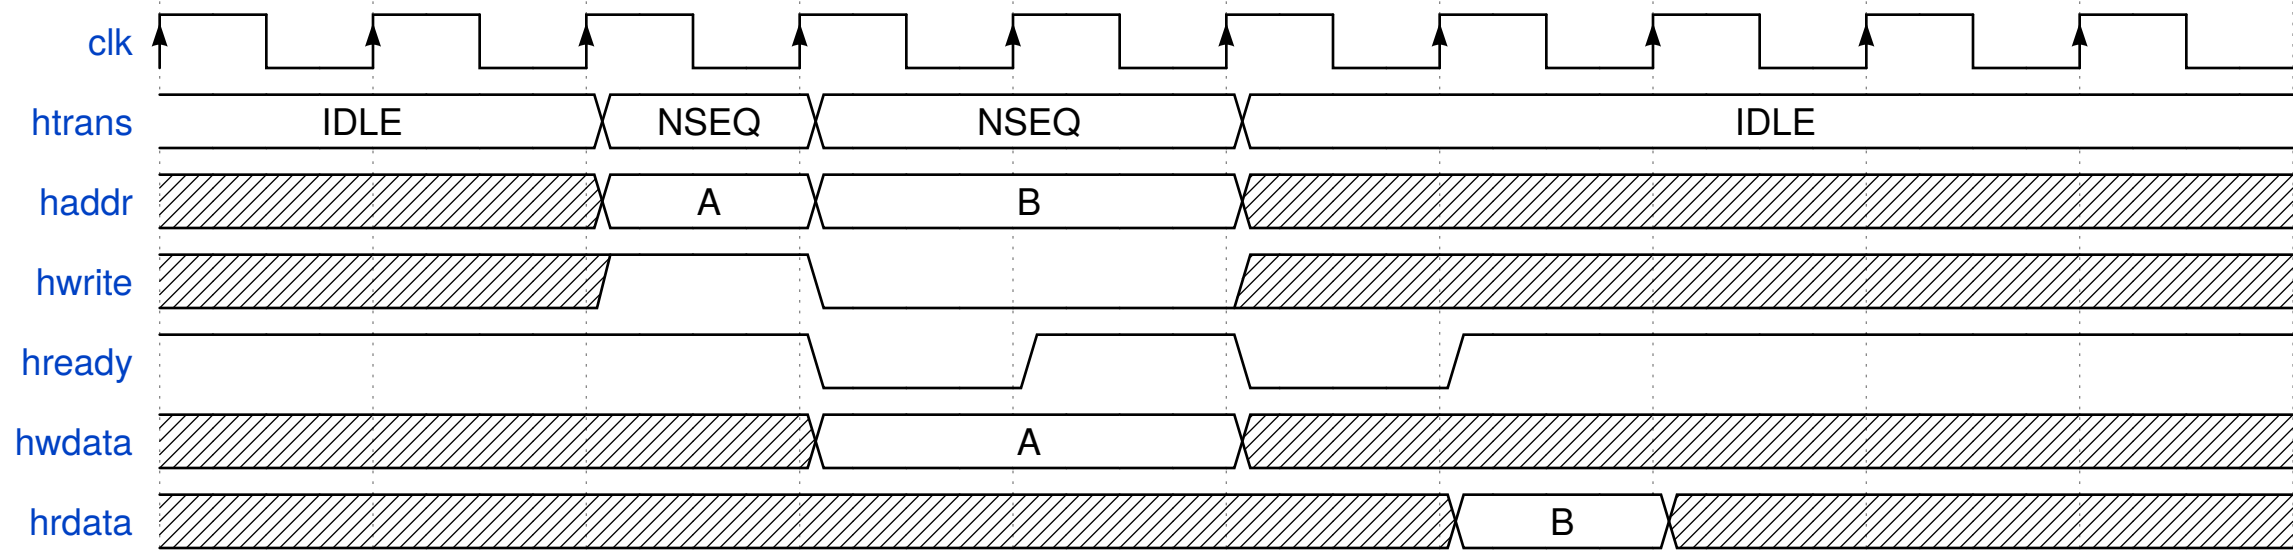 clk
htrans IDLE NSEQ NSEQ IDLE
haddr A B
hwrite
hready
hwdata A
hrdata B